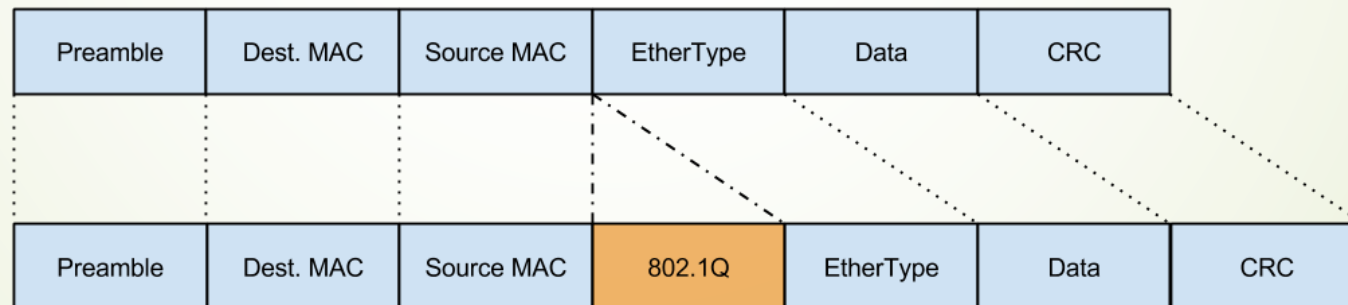 Preamble Dest. MAC Source MAC EtherType Data CRC
Preamble Dest. MAC Source MAC 802.1Q EtherType Data CRC